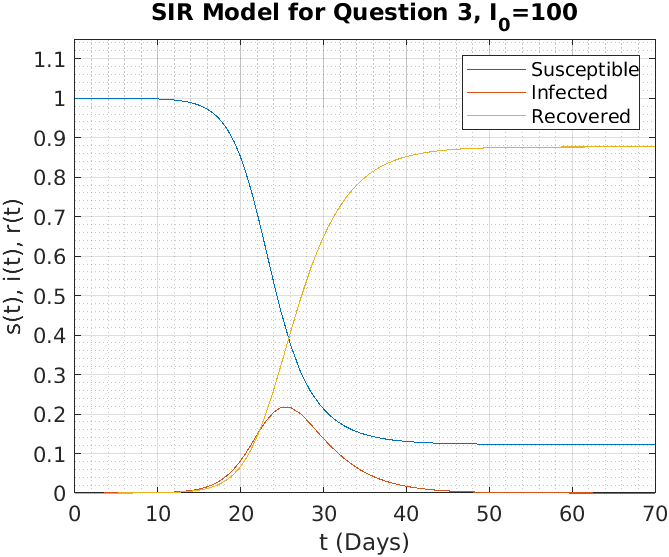 SIR Model for Question 3, I_0=100
1.1
1
0.9
0.8
0.7
0.6
0.5
0.4
0.3
0.2
0.1
0
s(t), i(t), r(t)
Susceptible
Infected
Recovered
0 10 20 30 40 50 60 70
t (Days)